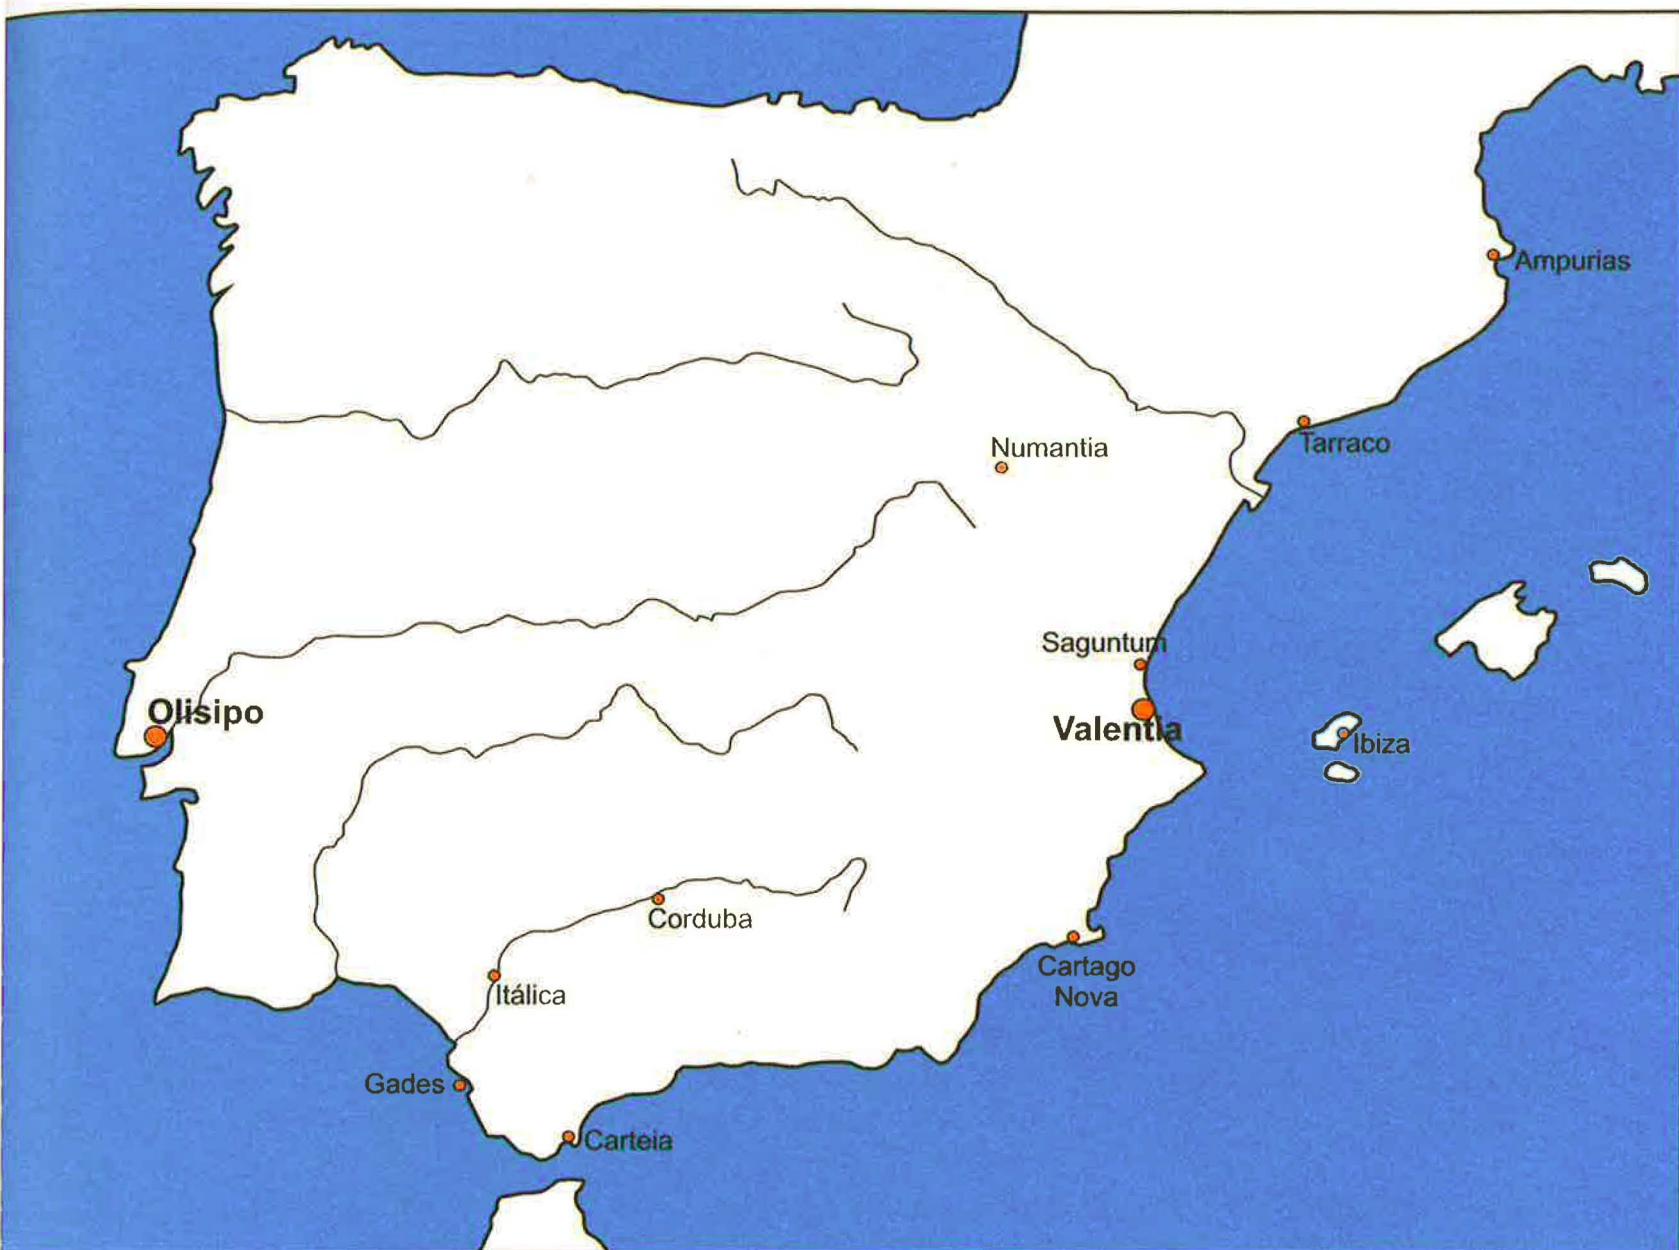 Ampurias
Tarraco
Numantia
Saguntum
Olisipo
Valentia
Ibiza
Corduba
Cartago
Nova
Itálica
Gades
Carteia